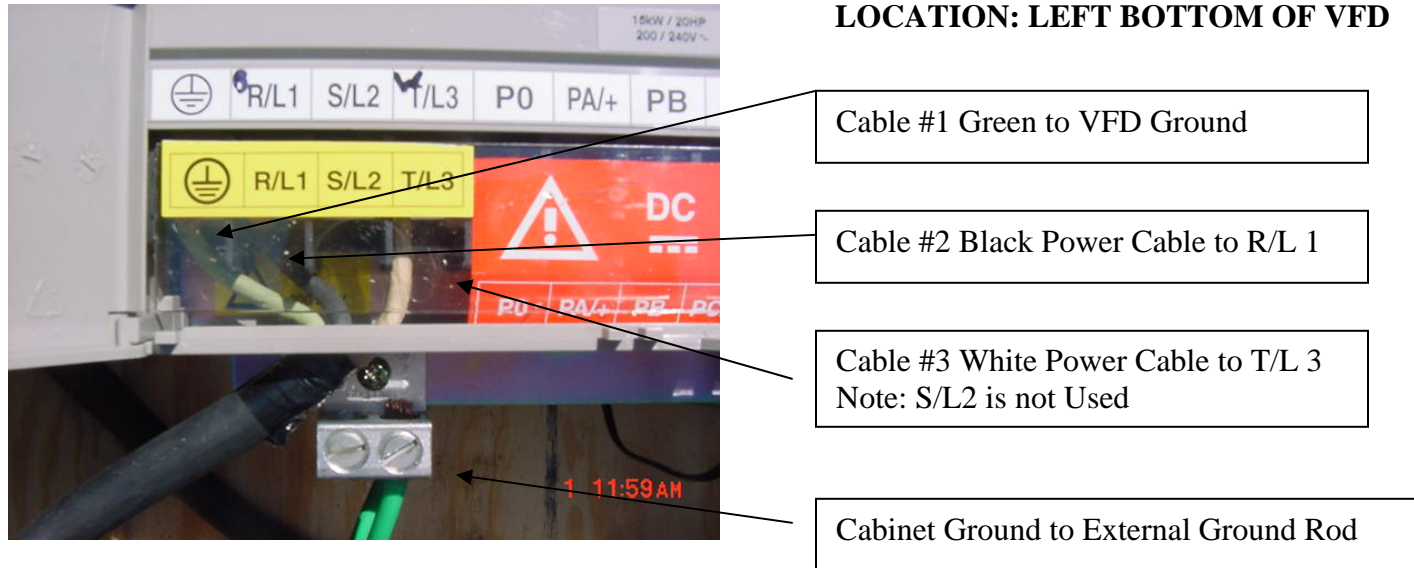 LOCATION: LEFT BOTTOM OF VFD
15kW / 20HP
200 / 240V~
B
R/L1 S/L2 T/L3 P0 PA/+ PB
W
R/L1 S/L2 T/L3
DC
P0 PA/+ PB PC
1 11:59AM
Cable #1 Green to VFD Ground
Cable #2 Black Power Cable to R/L 1
Cable #3 White Power Cable to T/L 3
Note: S/L2 is not Used
Cabinet Ground to External Ground Rod